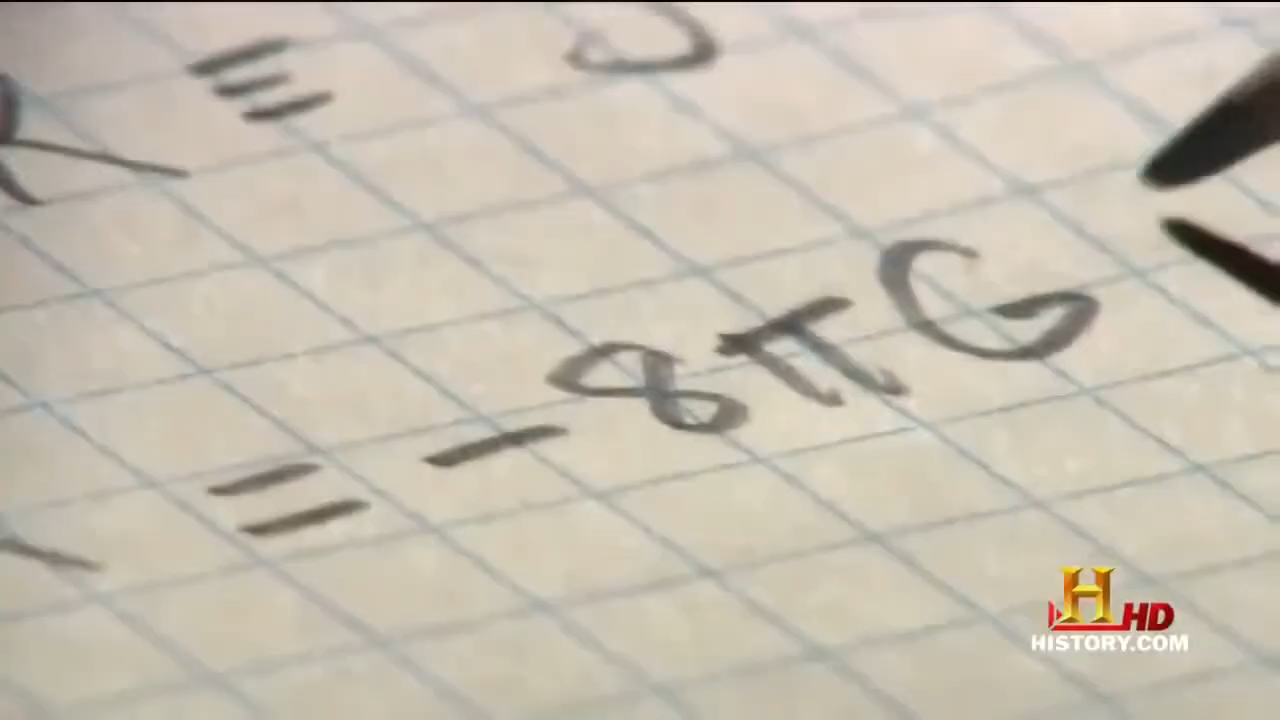 R ≡
= - 8πG
H HD
HISTORY.COM